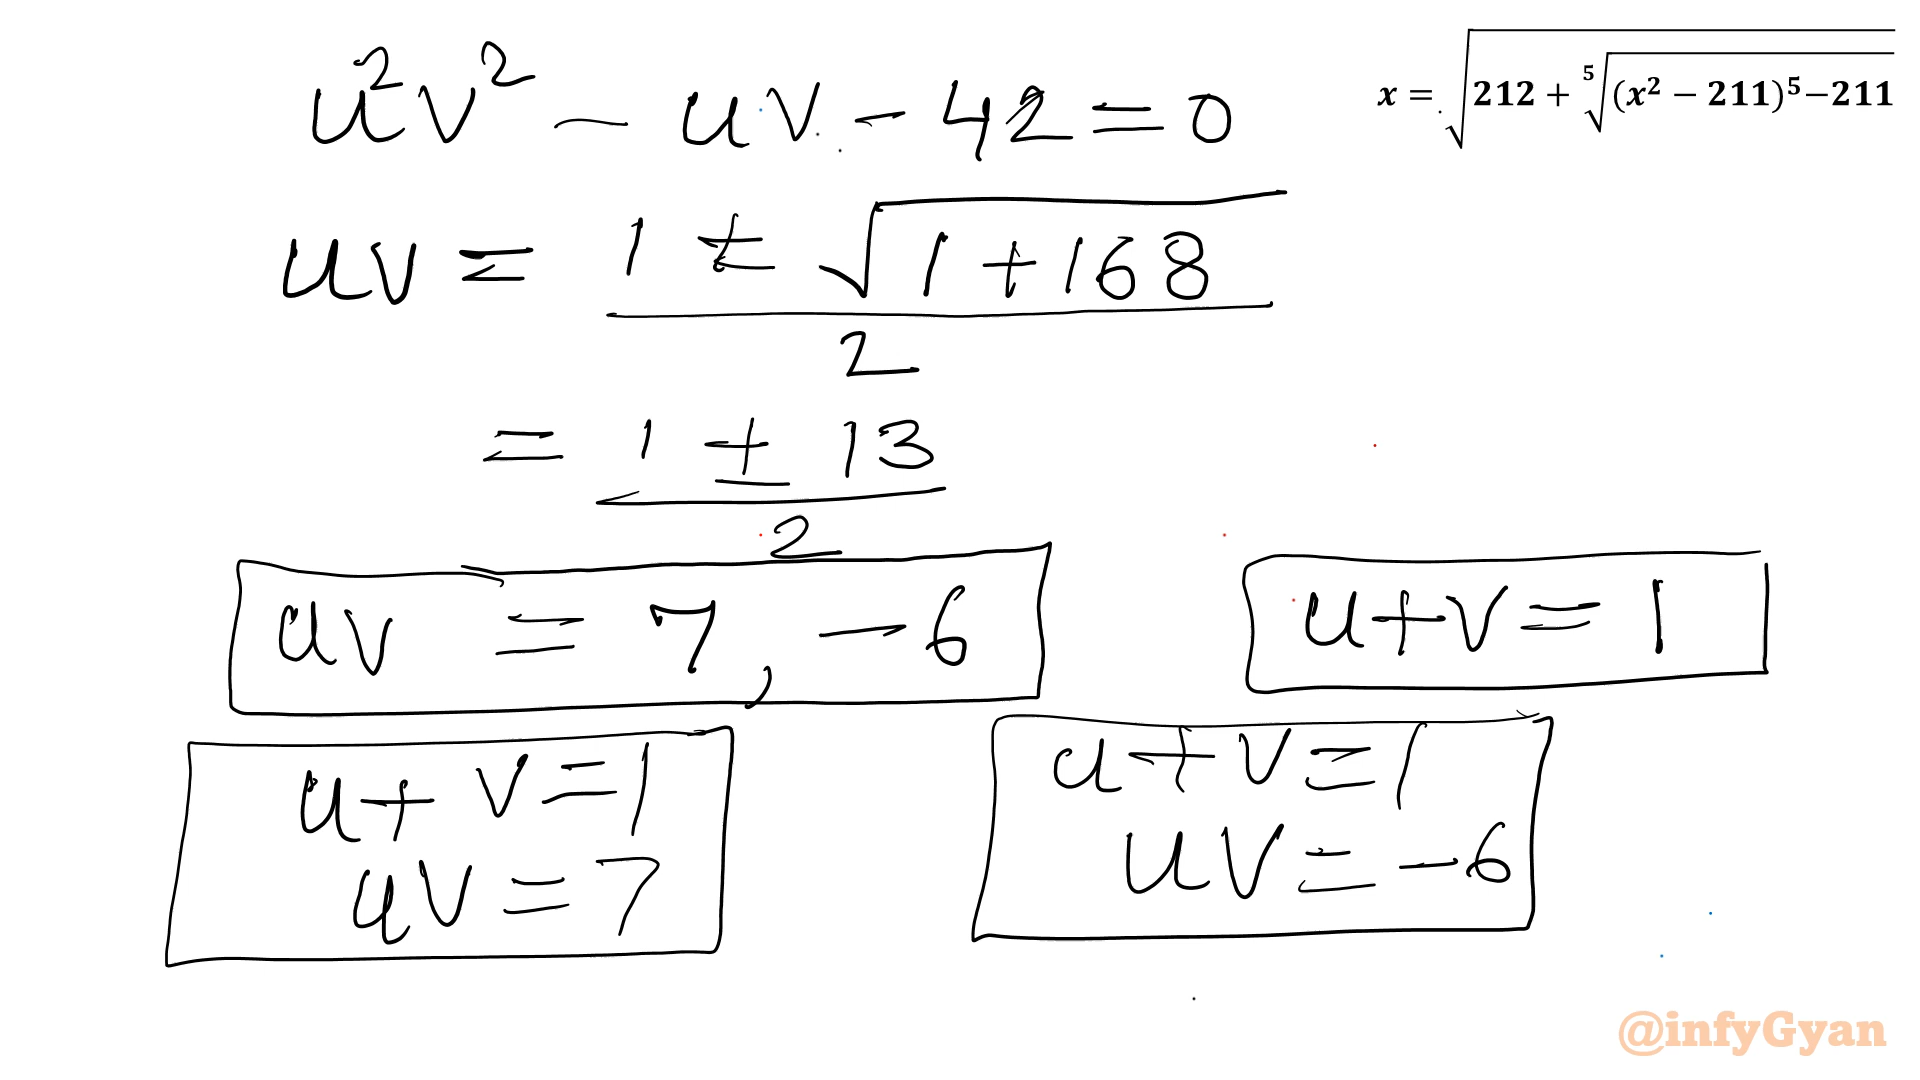 u²v² - uv - 42 = 0
x = √(212 + ⁵√((x² − 211)⁵−211))
uv = (1 ± √(1 + 168))/2
= (1 ± 13)/2
uv = 7, -6
u+v=1
u+v=1
uv=7
u+v=1
uv=-6
@infyGyan